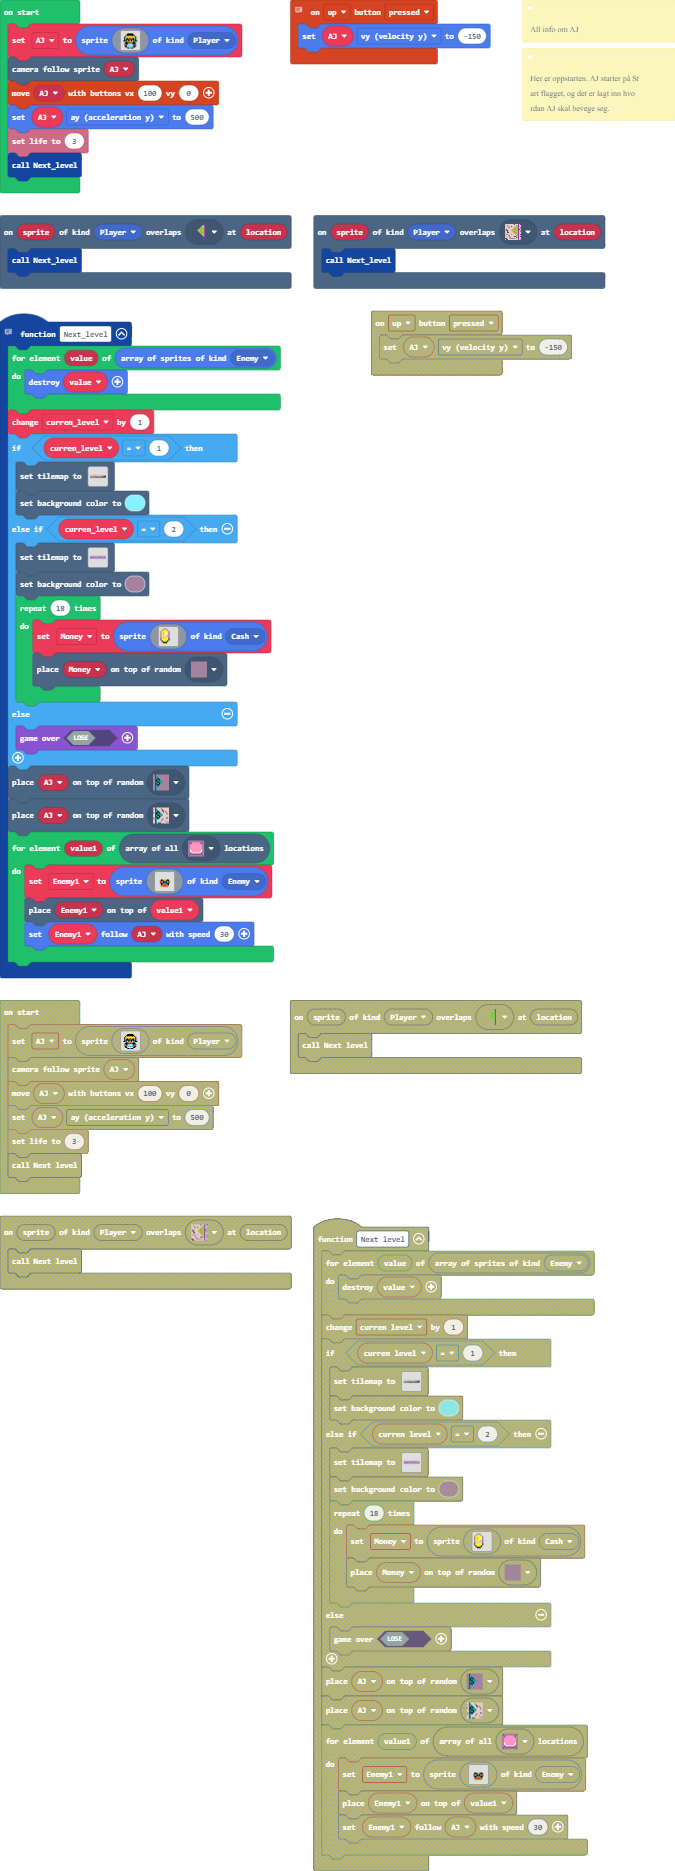 on start
set AJ to sprite of kind Player
camera follow sprite AJ
move AJ with buttons vx 100 vy 0
set AJ ay (acceleration y) to 500
set life to 3
call Next_level
on up button pressed
set AJ vy (velocity y) to -150
All info om AJ
Her er oppstarten. AJ starter på St
art flagget, og det er lagt inn hvo
rdan AJ skal bevege seg.
on sprite of kind Player overlaps at location
call Next_level
on sprite of kind Player overlaps at location
call Next_level
function Next_level
for element value of array of sprites of kind Enemy
do
destroy value
change curren_level by 1
if curren_level = 1 then
set tilemap to
set background color to
else if curren_level = 2 then
set tilemap to
set background color to
repeat 18 times
do
set Money to sprite of kind Cash
place Money on top of random
else
game over LOSE
place AJ on top of random
place AJ on top of random
for element value1 of array of all locations
do
set Enemy1 to sprite of kind Enemy
place Enemy1 on top of value1
set Enemy1 follow AJ with speed 30
on up button pressed
set AJ vy (velocity y) to -150
on start
set AJ to sprite of kind Player
camera follow sprite AJ
move AJ with buttons vx 100 vy 0
set AJ ay (acceleration y) to 500
set life to 3
call Next level
on sprite of kind Player overlaps at location
call Next level
on sprite of kind Player overlaps at location
call Next level
function Next level
for element value of array of sprites of kind Enemy
do
destroy value
change curren level by 1
if curren level = 1 then
set tilemap to
set background color to
else if curren level = 2 then
set tilemap to
set background color to
repeat 18 times
do
set Money to sprite of kind Cash
place Money on top of random
else
game over LOSE
place AJ on top of random
place AJ on top of random
for element value1 of array of all locations
do
set Enemy1 to sprite of kind Enemy
place Enemy1 on top of value1
set Enemy1 follow AJ with speed 30